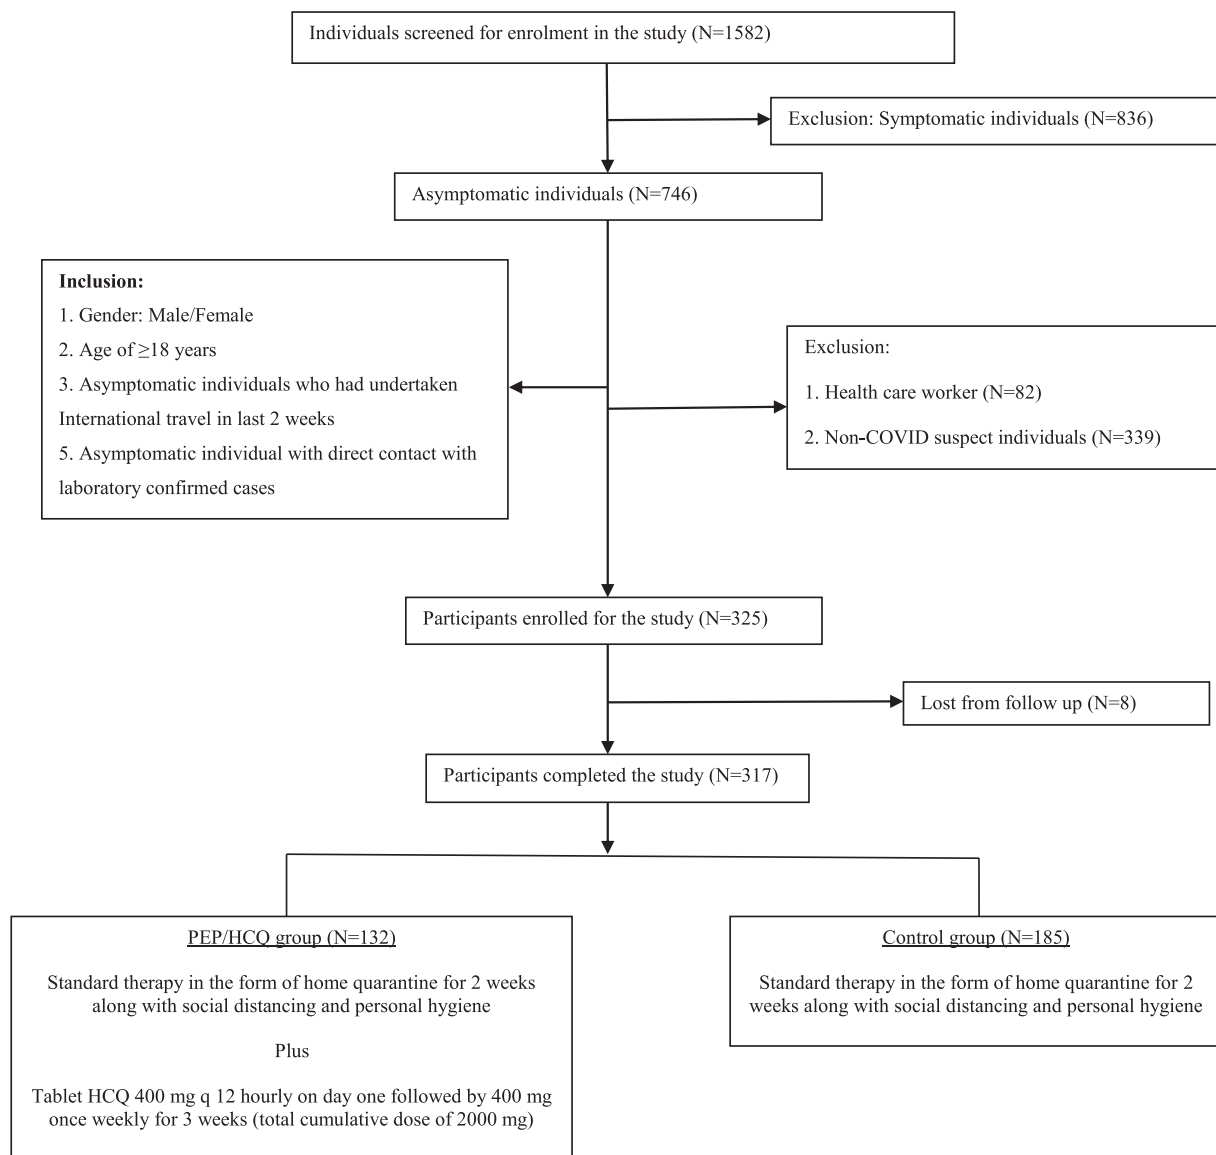 Individuals screened for enrolment in the study (N=1582)
Exclusion: Symptomatic individuals (N=836)
Asymptomatic individuals (N=746)
Inclusion:
1. Gender: Male/Female
2. Age of ≥18 years
3. Asymptomatic individuals who had undertaken
International travel in last 2 weeks
5. Asymptomatic individual with direct contact with
laboratory confirmed cases
Exclusion:
1. Health care worker (N=82)
2. Non-COVID suspect individuals (N=339)
Participants enrolled for the study (N=325)
Lost from follow up (N=8)
Participants completed the study (N=317)
PEP/HCQ group (N=132)
Standard therapy in the form of home quarantine for 2 weeks
along with social distancing and personal hygiene
Plus
Tablet HCQ 400 mg q 12 hourly on day one followed by 400 mg
once weekly for 3 weeks (total cumulative dose of 2000 mg)
Control group (N=185)
Standard therapy in the form of home quarantine for 2
weeks along with social distancing and personal hygiene